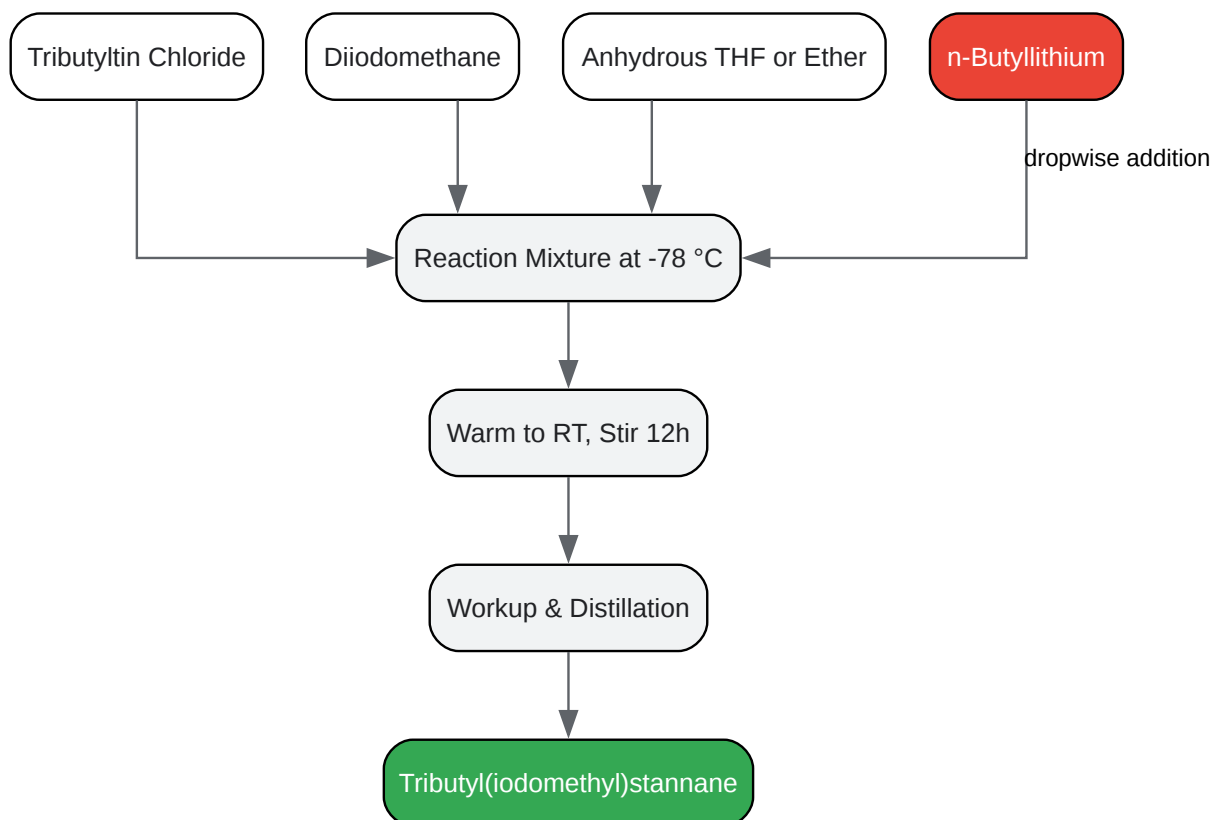 Tributyltin Chloride
Diiodomethane
Anhydrous THF or Ether
n-Butyllithium
dropwise addition
Reaction Mixture at -78 °C
Warm to RT, Stir 12h
Workup & Distillation
Tributyl(iodomethyl)stannane